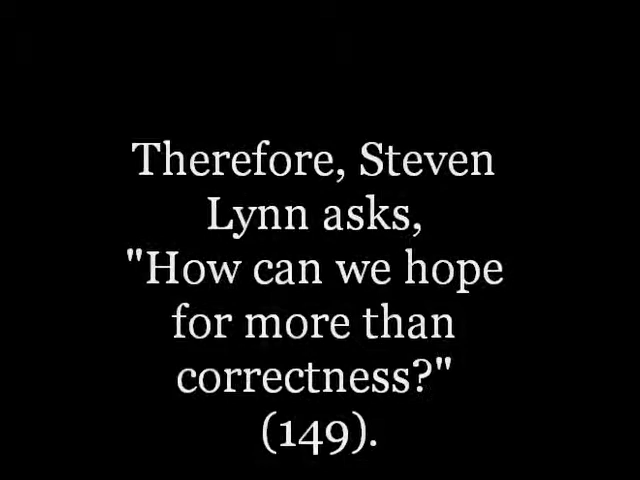 Therefore, Steven
Lynn asks,
"How can we hope
for more than
correctness?"
(149).